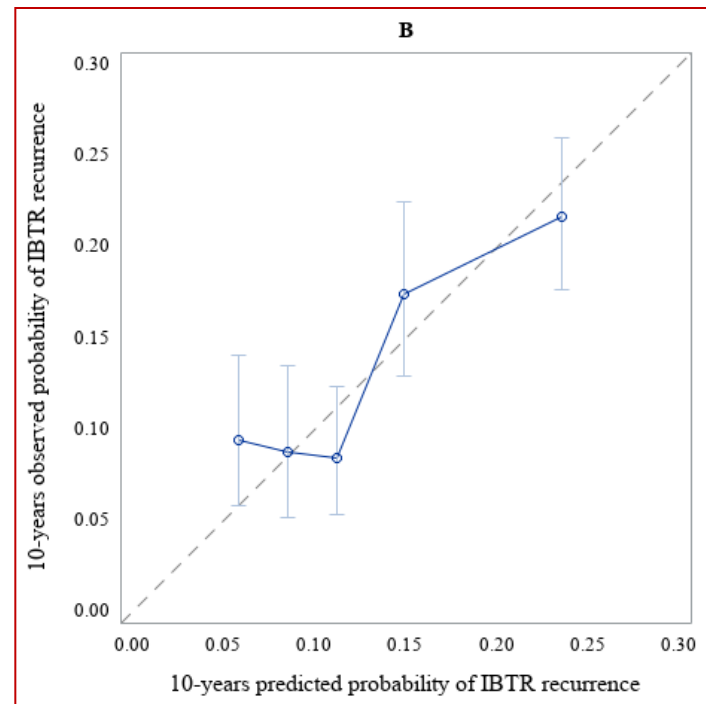 B
10-years observed probability of IBTR recurrence
0.30
0.25
0.20
0.15
0.10
0.05
0.00
0.00 0.05 0.10 0.15 0.20 0.25 0.30
10-years predicted probability of IBTR recurrence